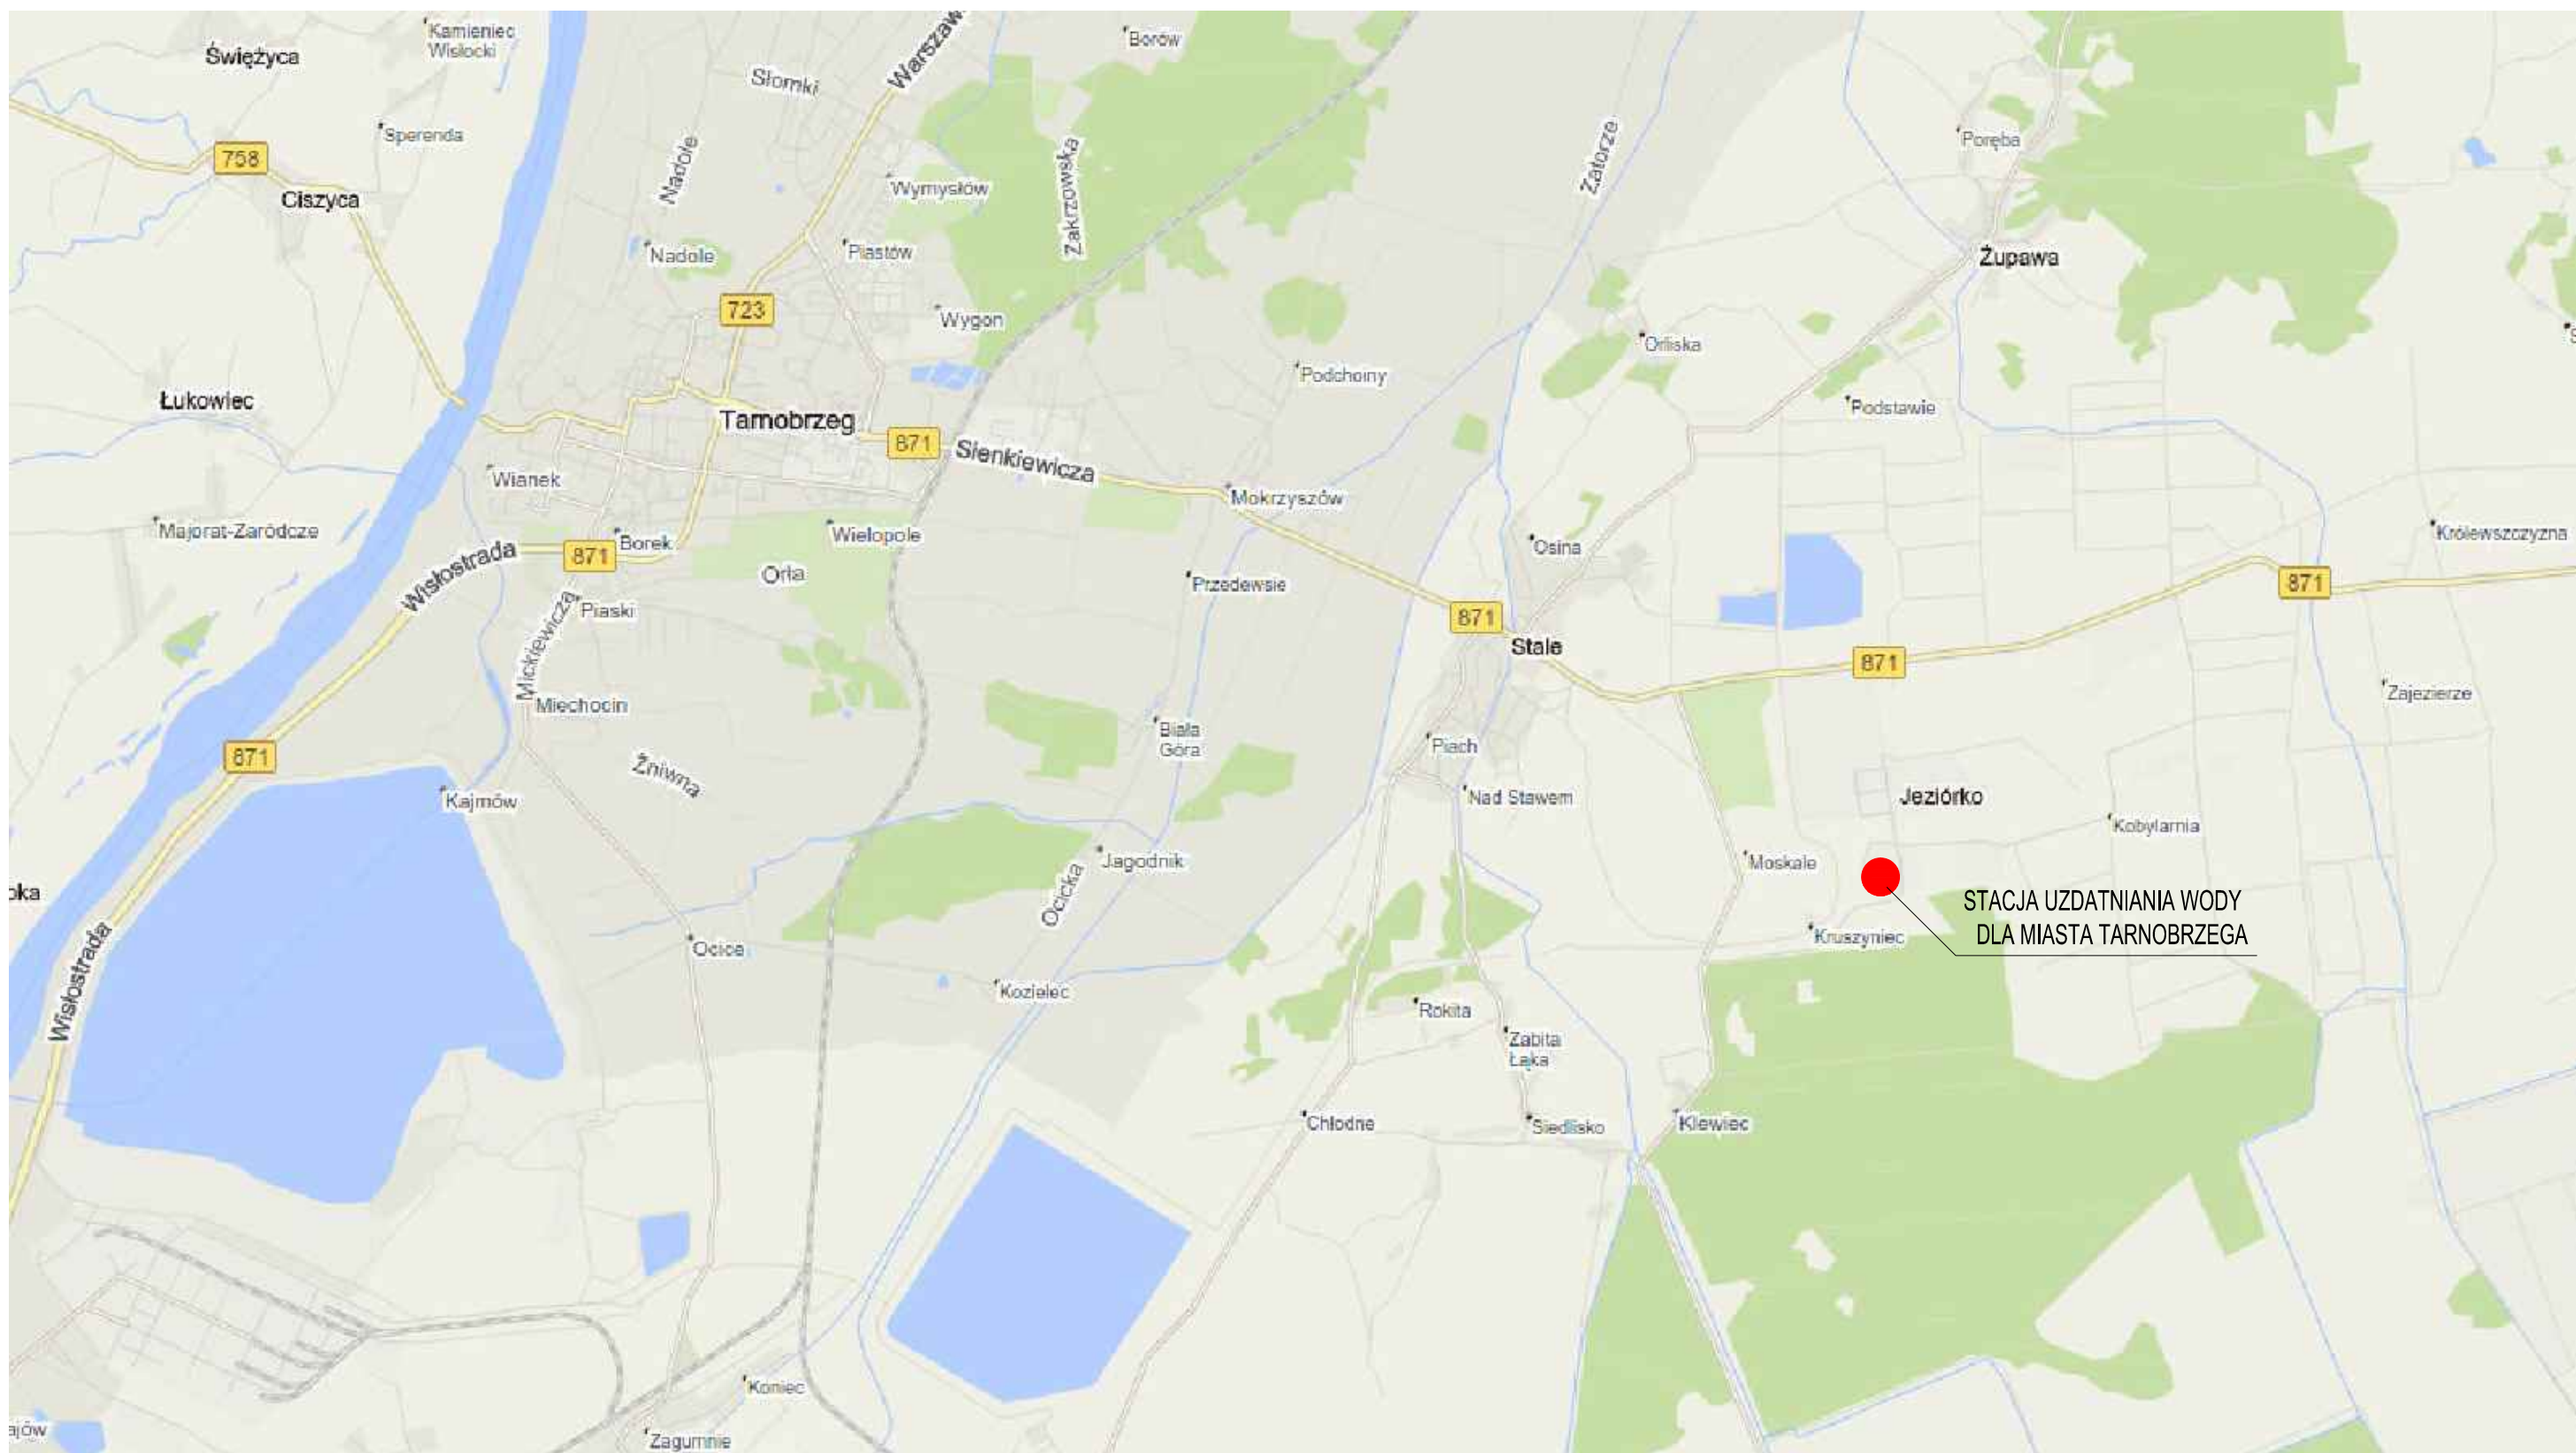 Kamieniec
Wisłocki
Świężyca
Borów
Warszaw
Słomki
Sperenda
Poręba
758
Nadole
Zakrzowska
Zatorze
Wymysłów
Ciszyca
Nadole
Piastów
Żupawa
723
Wygon
Orliska
Podchoiny
Łukowiec
Podstawie
Tarnobrzeg
871
Sienkiewicza
Wianek
Mokrzyszów
Majorat-Zaródcze
Wielopole
Królewszczyzna
Borek
Osina
871
Wisłostrada
Orla
Przedewsie
871
Piaski
871
Stale
Mickiewicza
871
Miechocin
Zajezierze
Biała
Góra
Piach
871
Żniwna
Kajmów
Nad Stawem
Jeziórko
Kobylarnia
Jagodnik
Moskale
Ocicka
oka
STACJA UZDATNIANIA WODY
DLA MIASTA TARNOBRZEGA
Kruszyniec
Ocice
Wisłostrada
Kozielec
Rokita
Zabita
Łąka
Chłodne
Siedlisko
Klewiec
Koniec
ajów
Zagumnie